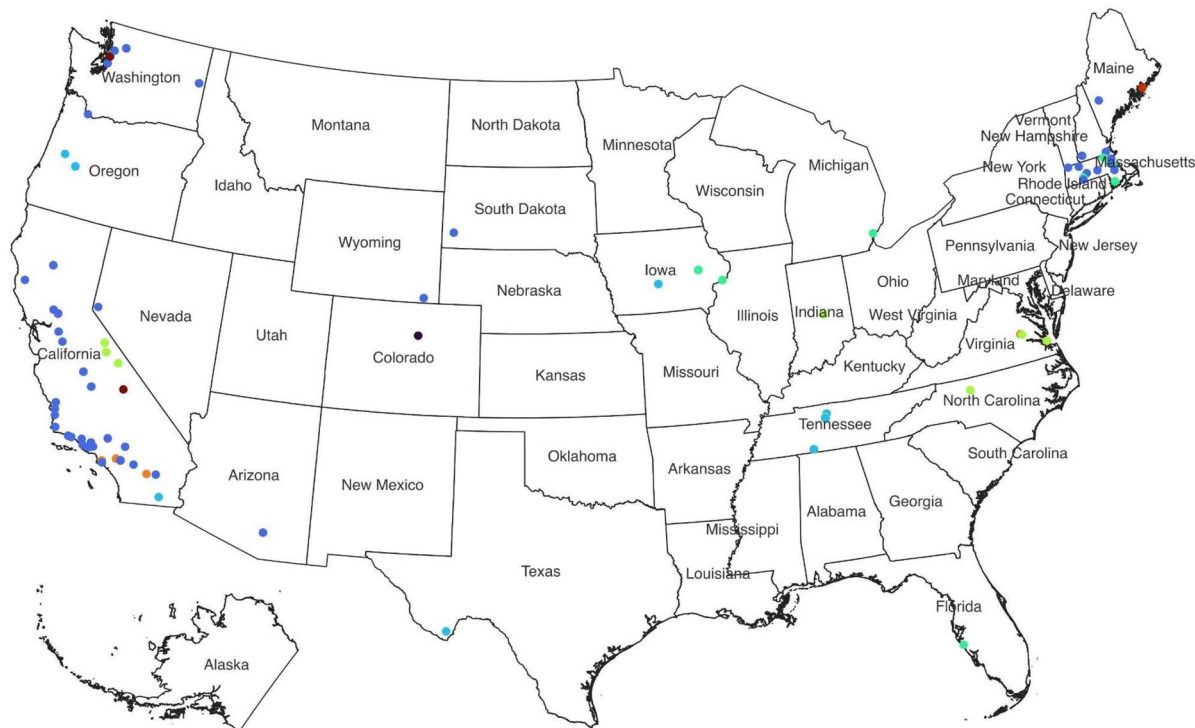 Washington
Maine
Montana
North Dakota
Minnesota
Vermont
New Hampshire
Michigan
Massachusetts
Oregon
New York
Idaho
Rhode Island
Wisconsin
Connecticut
South Dakota
Wyoming
Pennsylvania
New Jersey
Iowa
Ohio
Maryland
Nebraska
Delaware
Nevada
Illinois
Indiana
West Virginia
Utah
Colorado
California
Virginia
Kentucky
Kansas
Missouri
North Carolina
Tennessee
South Carolina
Oklahoma
Arkansas
Arizona
New Mexico
Georgia
Alabama
Mississippi
Texas
Louisiana
Florida
Alaska